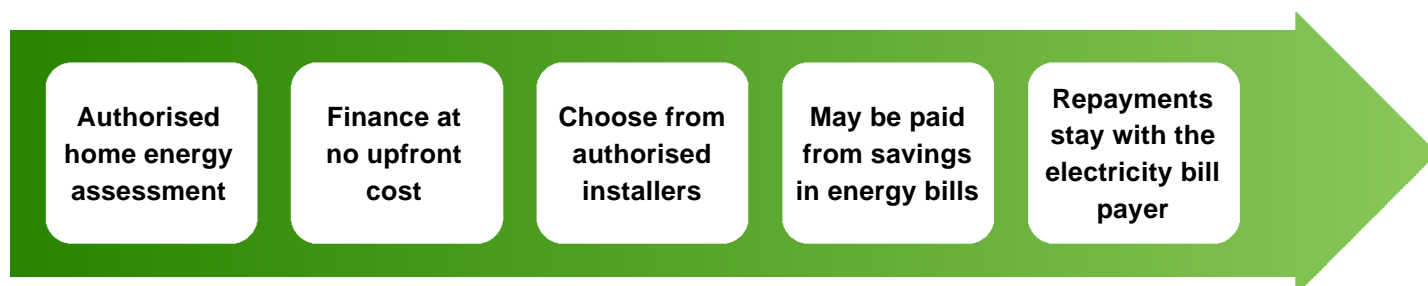 Authorised
home energy
assessment
Finance at
no upfront
cost
Choose from
authorised
installers
May be paid
from savings
in energy bills
Repayments
stay with the
electricity bill
payer